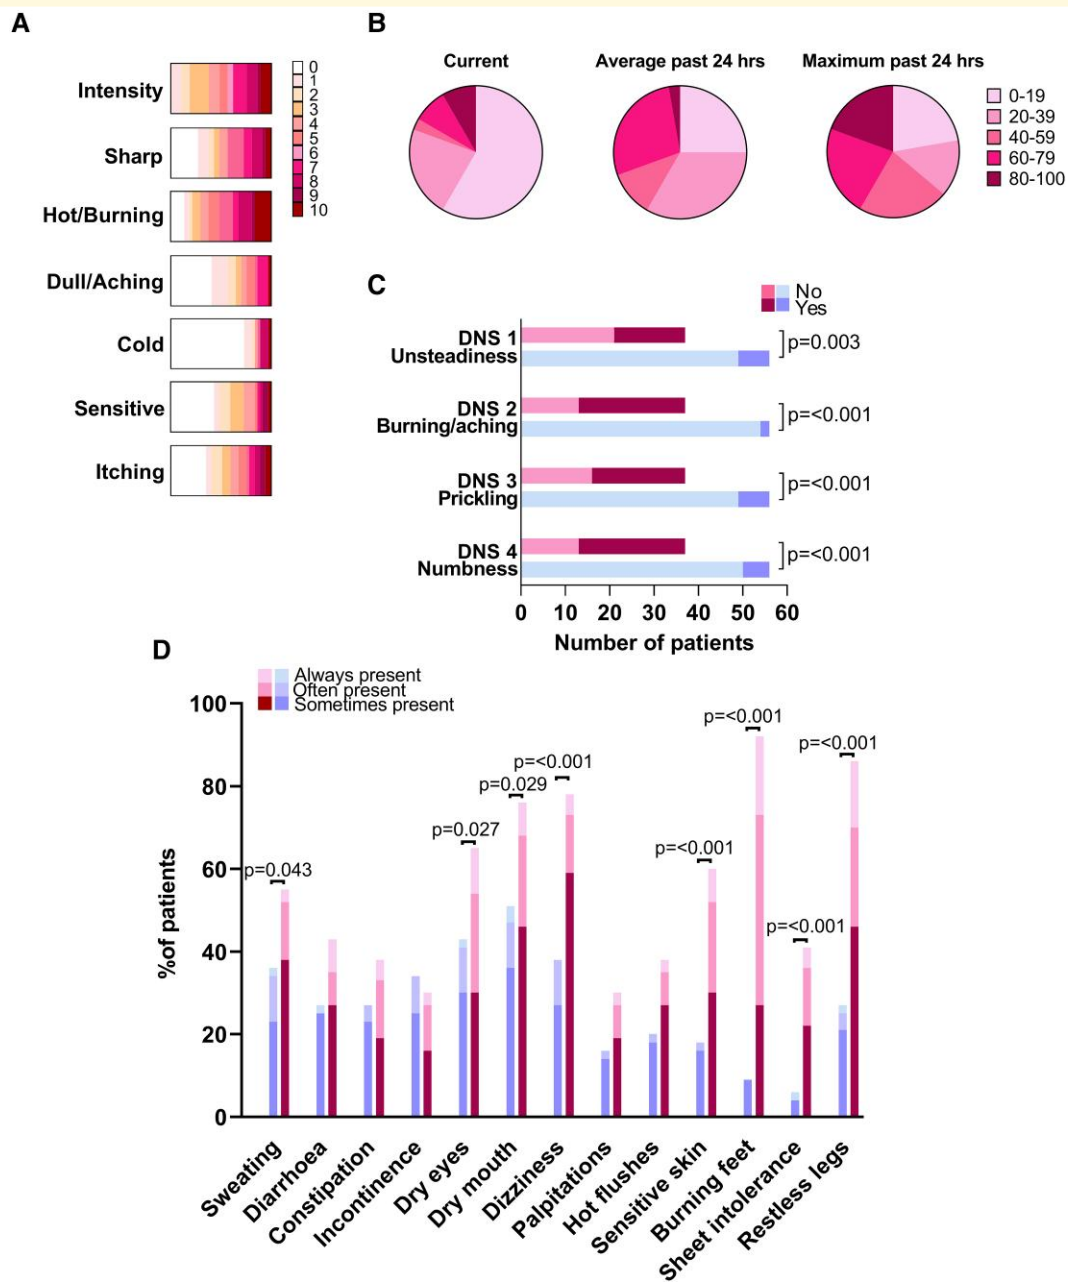 A
Intensity
Sharp
Hot/Burning
Dull/Aching
Cold
Sensitive
Itching
0
1
2
3
4
5
6
7
8
9
10
B
Current
Average past 24 hrs
Maximum past 24 hrs
0-19
20-39
40-59
60-79
80-100
C
No
Yes
DNS 1
Unsteadiness
p=0.003
DNS 2
Burning/aching
p=<0.001
DNS 3
Prickling
p=<0.001
DNS 4
Numbness
p=<0.001
0 10 20 30 40 50 60
Number of patients
D
Always present
Often present
Sometimes present
%of patients
100
80
60
40
20
0
p=0.043
p=0.027
p=0.029
p=<0.001
p=<0.001
p=<0.001
p=<0.001
p=<0.001
Sweating
Diarrhoea
Constipation
Incontinence
Dry eyes
Dry mouth
Dizziness
Palpitations
Hot flushes
Sensitive skin
Burning feet
Sheet intolerance
Restless legs